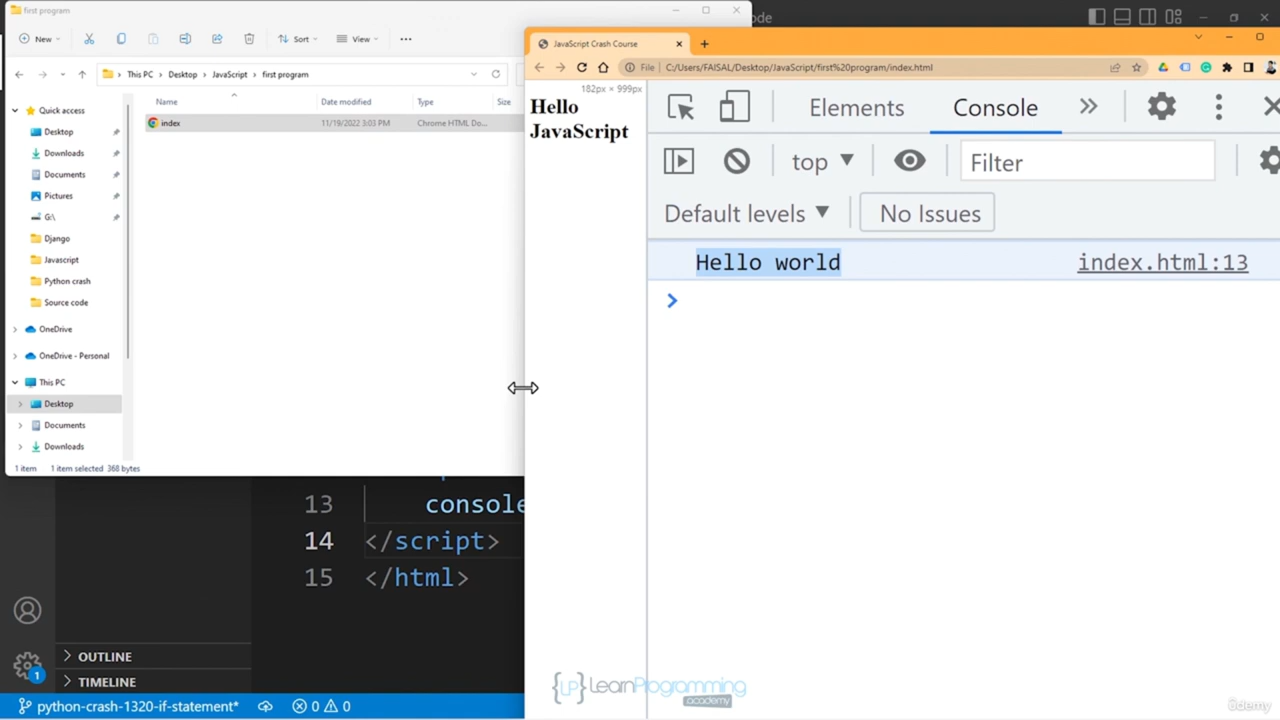 first program
New
Sort
View
This PC
Desktop
JavaScript
first program
Name
Date modified
Type
Size
index
11/19/2022 3:03 PM
Chrome HTML Do...
Quick access
Desktop
Downloads
Documents
Pictures
G:\
Django
Javascript
Python crash
Source code
OneDrive
OneDrive - Personal
This PC
Desktop
Documents
Downloads
1 item
1 item selected
368 bytes
JavaScript Crash Course
File
C:/Users/FAISAL/Desktop/JavaScript/first%20program/index.html
182px × 999px
Hello
JavaScript
Elements
Console
top
Filter
Default levels
No Issues
Hello world
index.html:13
13 console
14 </script>
15 </html>
OUTLINE
TIMELINE
1
python-crash-1320-if-statement*
0
0
{LP} LearnProgramming
academy
ûdemy